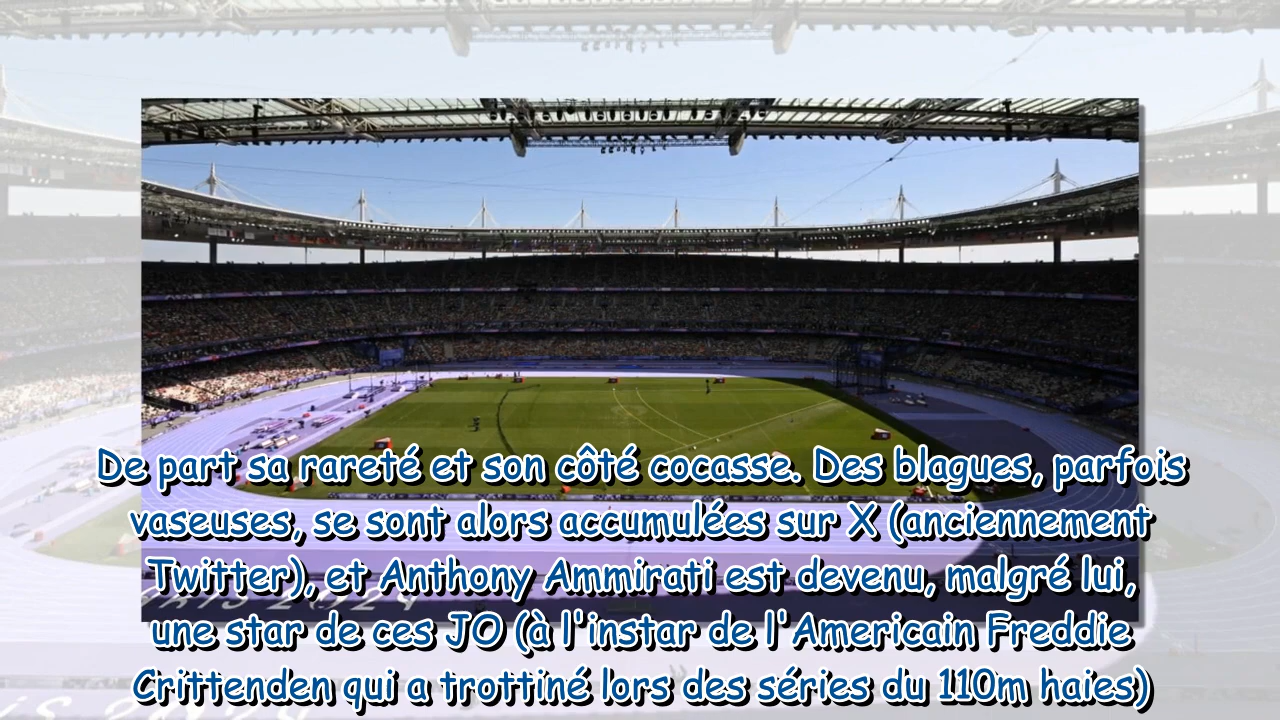 De part sa rareté et son côté cocasse. Des blagues, parfois
vaseuses, se sont alors accumulées sur X (anciennement
Twitter), et Anthony Ammirati est devenu, malgré lui,
une star de ces JO (à l'instar de l'Americain Freddie
Crittenden qui a trottiné lors des séries du 110m haies)
PARIS 2024